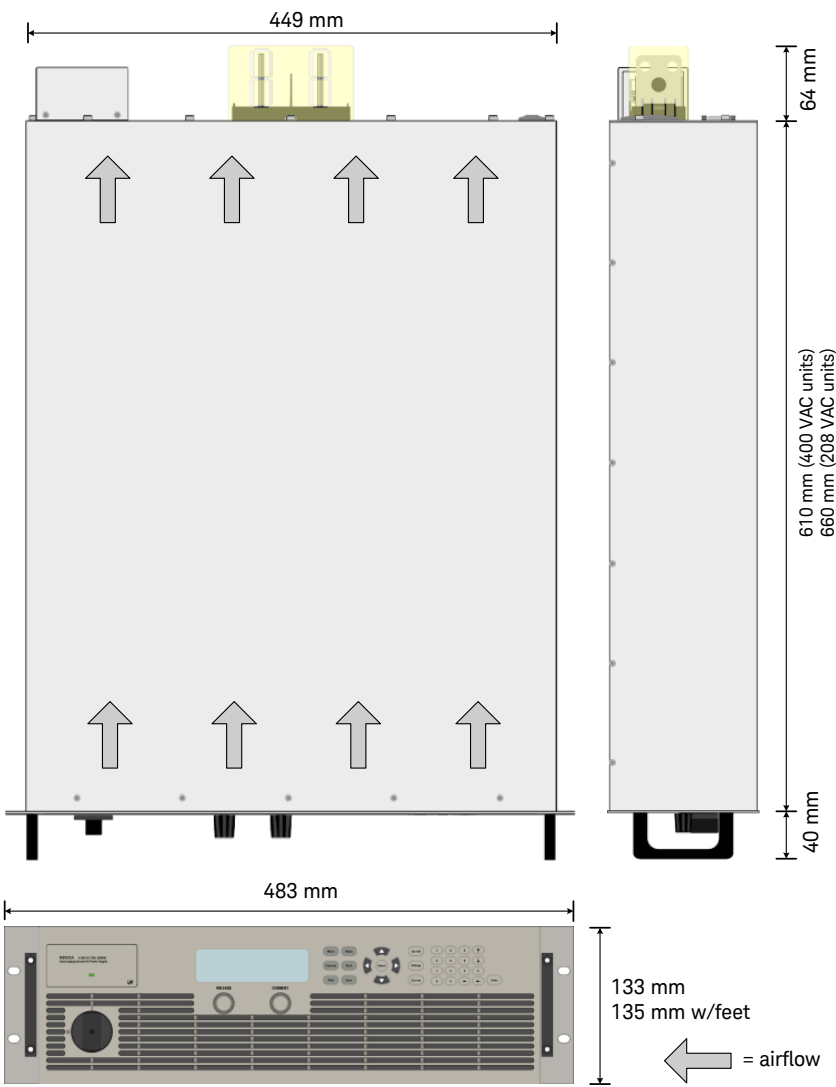 449 mm
64 mm
610 mm (400 VAC units)
660 mm (208 VAC units)
40 mm
483 mm
VOLTAGE
CURRENT
133 mm
135 mm w/feet
= airflow